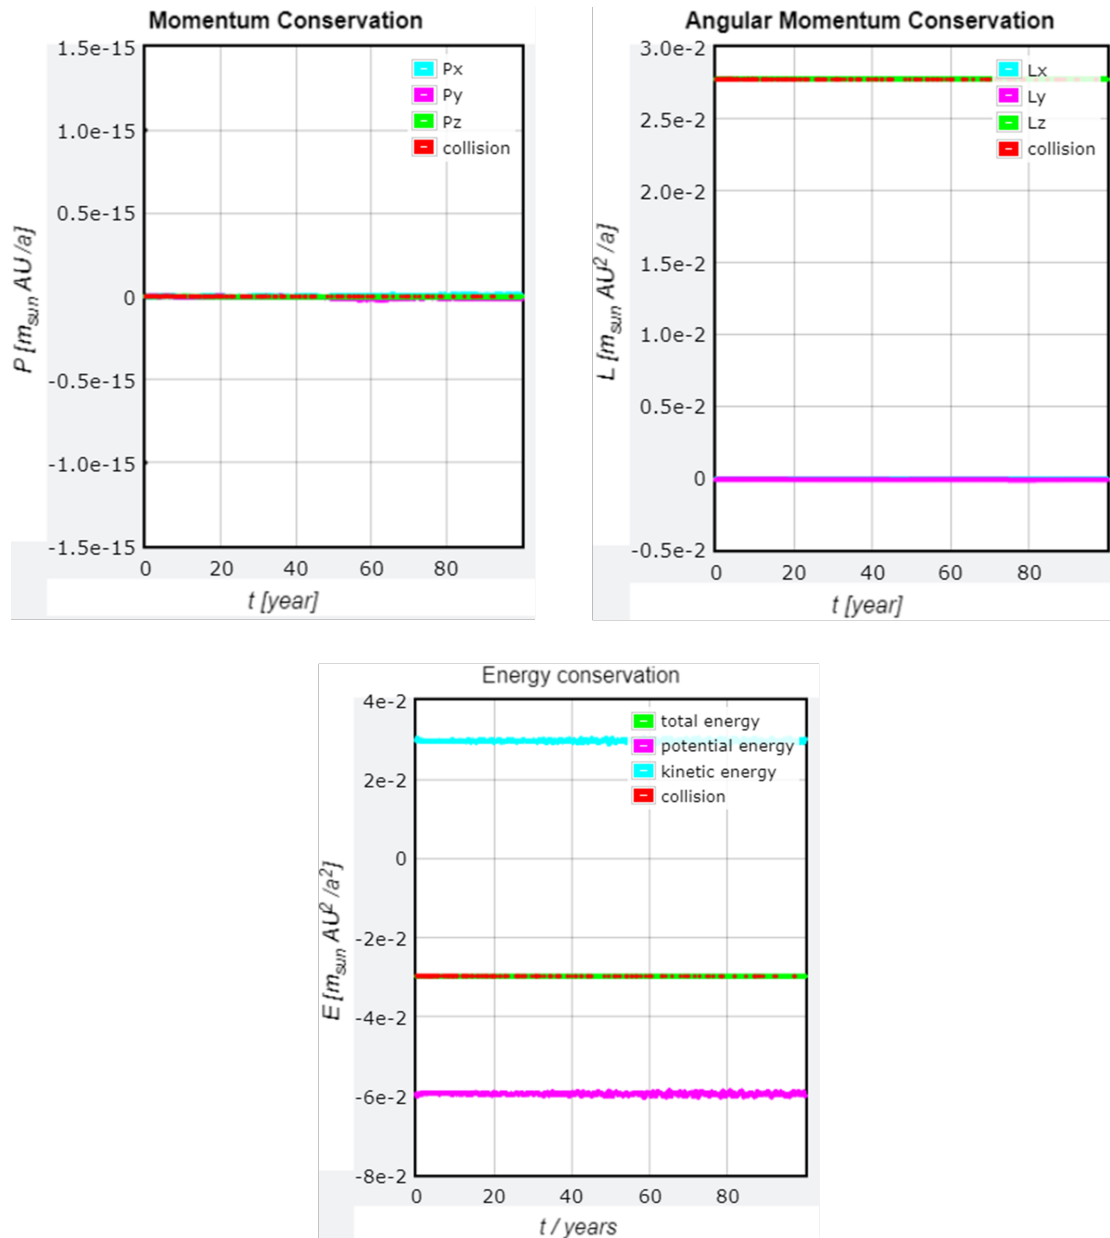 Momentum Conservation
1.5e-15
1.0e-15
0.5e-15
0
-0.5e-15
-1.0e-15
-1.5e-15
P [m_sun AU /a]
Px
Py
Pz
collision
0 20 40 60 80
t [year]
Angular Momentum Conservation
3.0e-2
2.5e-2
2.0e-2
1.5e-2
1.0e-2
0.5e-2
0
-0.5e-2
L [m_sun AU² /a]
Lx
Ly
Lz
collision
0 20 40 60 80
t [year]
Energy conservation
4e-2
2e-2
0
-2e-2
-4e-2
-6e-2
-8e-2
E [m_sun AU² /a²]
total energy
potential energy
kinetic energy
collision
0 20 40 60 80
t / years